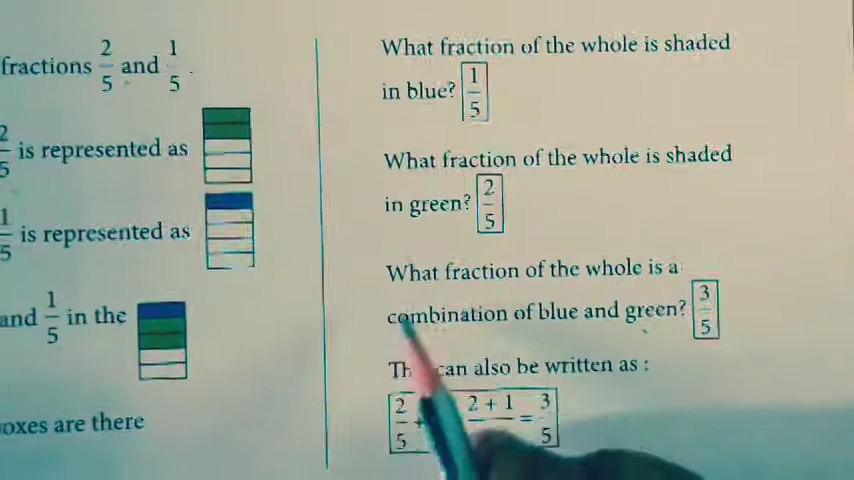 fractions 2/5 and 1/5 .
2/5 is represented as
1/5 is represented as
and 1/5 in the
boxes are there
What fraction of the whole is shaded
in blue? 1/5
What fraction of the whole is shaded
in green? 2/5
What fraction of the whole is a
combination of blue and green? 3/5
can also be written as :
2/5 + 2 + 1 = 3/5